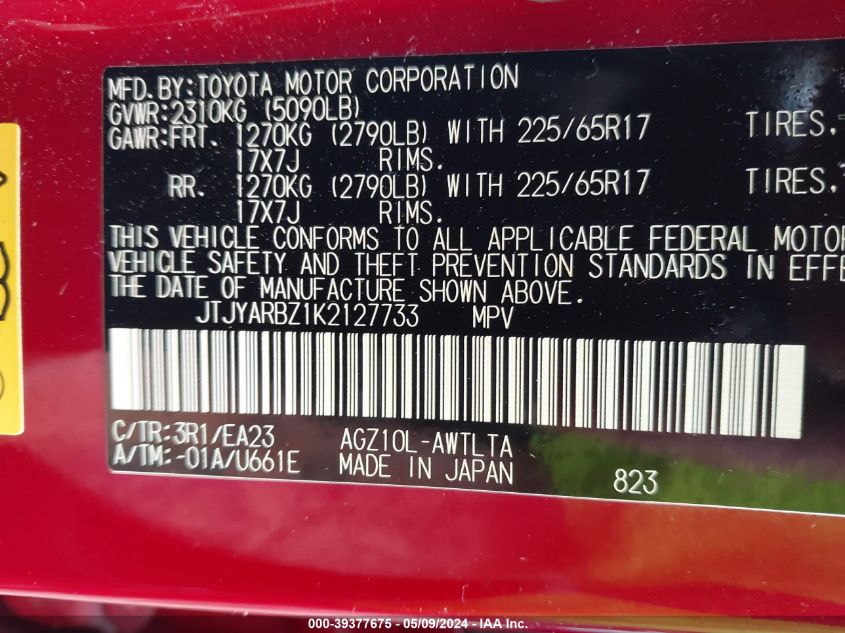 MFD.BY:TOYOTA MOTOR CORPORATION
GVWR:2310KG (5090LB)
GAWR:FRT. 1270KG (2790LB) WITH 225/65R17 TIRES,
17X7J RIMS.
RR. 1270KG (2790LB) WITH 225/65R17 TIRES,
17X7J RIMS.
THIS VEHICLE CONFORMS TO ALL APPLICABLE FEDERAL MOTOR
VEHICLE SAFETY AND THEFT PREVENTION STANDARDS IN EFFE
THE DATE OF MANUFACTURE SHOWN ABOVE.
JTJYARBZ1K2127733 MPV
C/TR:3R1/EA23 AGZ10L-AWTLTA
A/TM:-01A/U661E MADE IN JAPAN 823
000-39377675 - 05/09/2024 - IAA Inc.